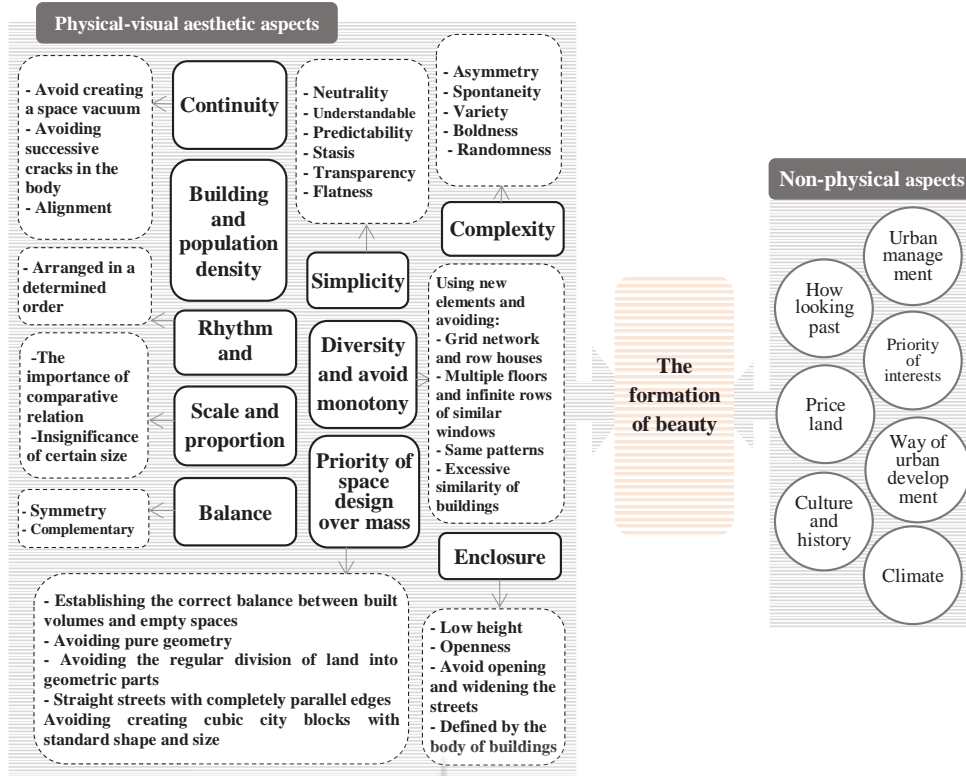 Physical-visual aesthetic aspects
- Avoid creating
a space vacuum
- Avoiding
successive
cracks in the
body
- Alignment
Continuity
- Neutrality
- Understandable
- Predictability
- Stasis
- Transparency
- Flatness
- Asymmetry
- Spontaneity
- Variety
- Boldness
- Randomness
Building
and
population
density
Complexity
Simplicity
- Arranged in a
determined
order
Rhythm
and
Diversity
and avoid
monotony
Using new
elements and
avoiding:
- Grid network
and row houses
- Multiple floors
and infinite rows
of similar
windows
- Same patterns
- Excessive
similarity of
buildings
-The
importance of
comparative
relation
-Insignificance
of certain size
Scale and
proportion
Priority of
space
design
over mass
- Symmetry
- Complementary
Balance
Enclosure
- Establishing the correct balance between built
volumes and empty spaces
- Avoiding pure geometry
- Avoiding the regular division of land into
geometric parts
- Straight streets with completely parallel edges
Avoiding creating cubic city blocks with
standard shape and size
- Low height
- Openness
- Avoid opening
and widening the
streets
- Defined by the
body of buildings
The
formation
of beauty
Non-physical aspects
Urban
manage
ment
How
looking
past
Priority
of
interests
Price
land
Way of
urban
develop
ment
Culture
and
history
Climate